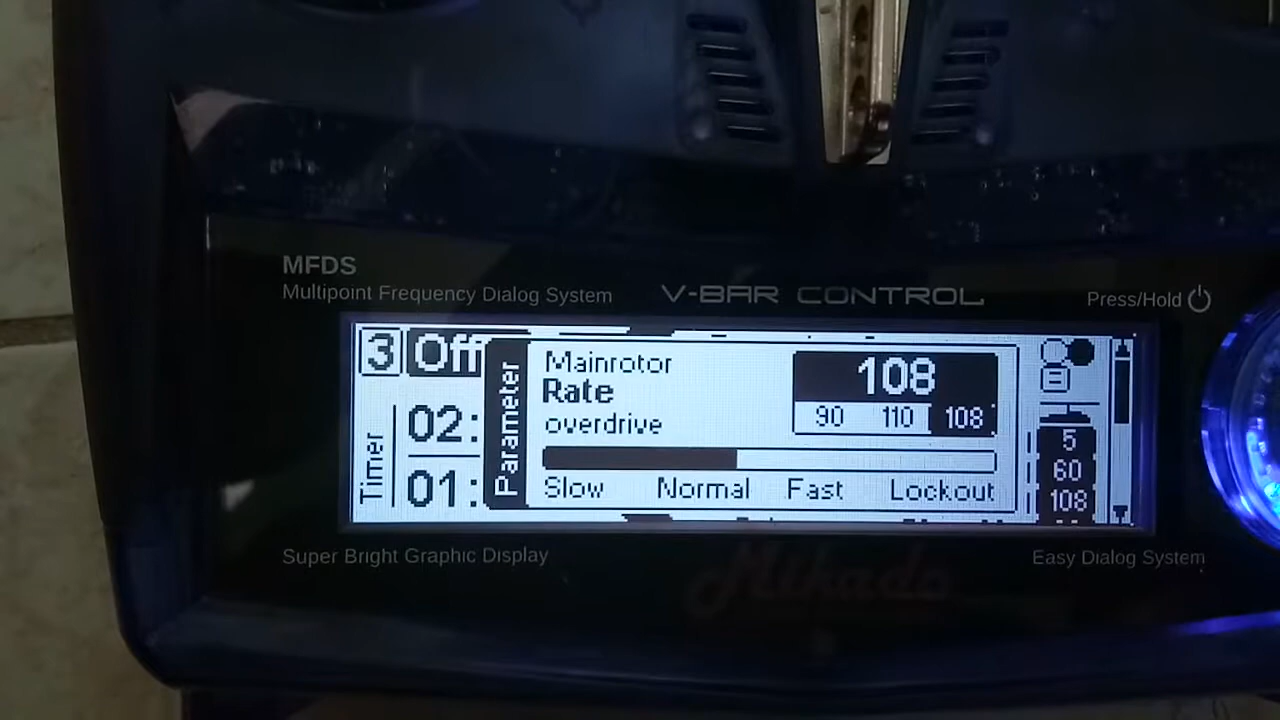 MFDS
Multipoint Frequency Dialog System
V-BAR CONTROL
Press/Hold
3 Off
Timer
02:
01:
Parameter
Mainrotor
Rate
overdrive
108
90 110 108
Slow Normal Fast Lockout
5
60
108
Super Bright Graphic Display
Easy Dialog System
Mikado